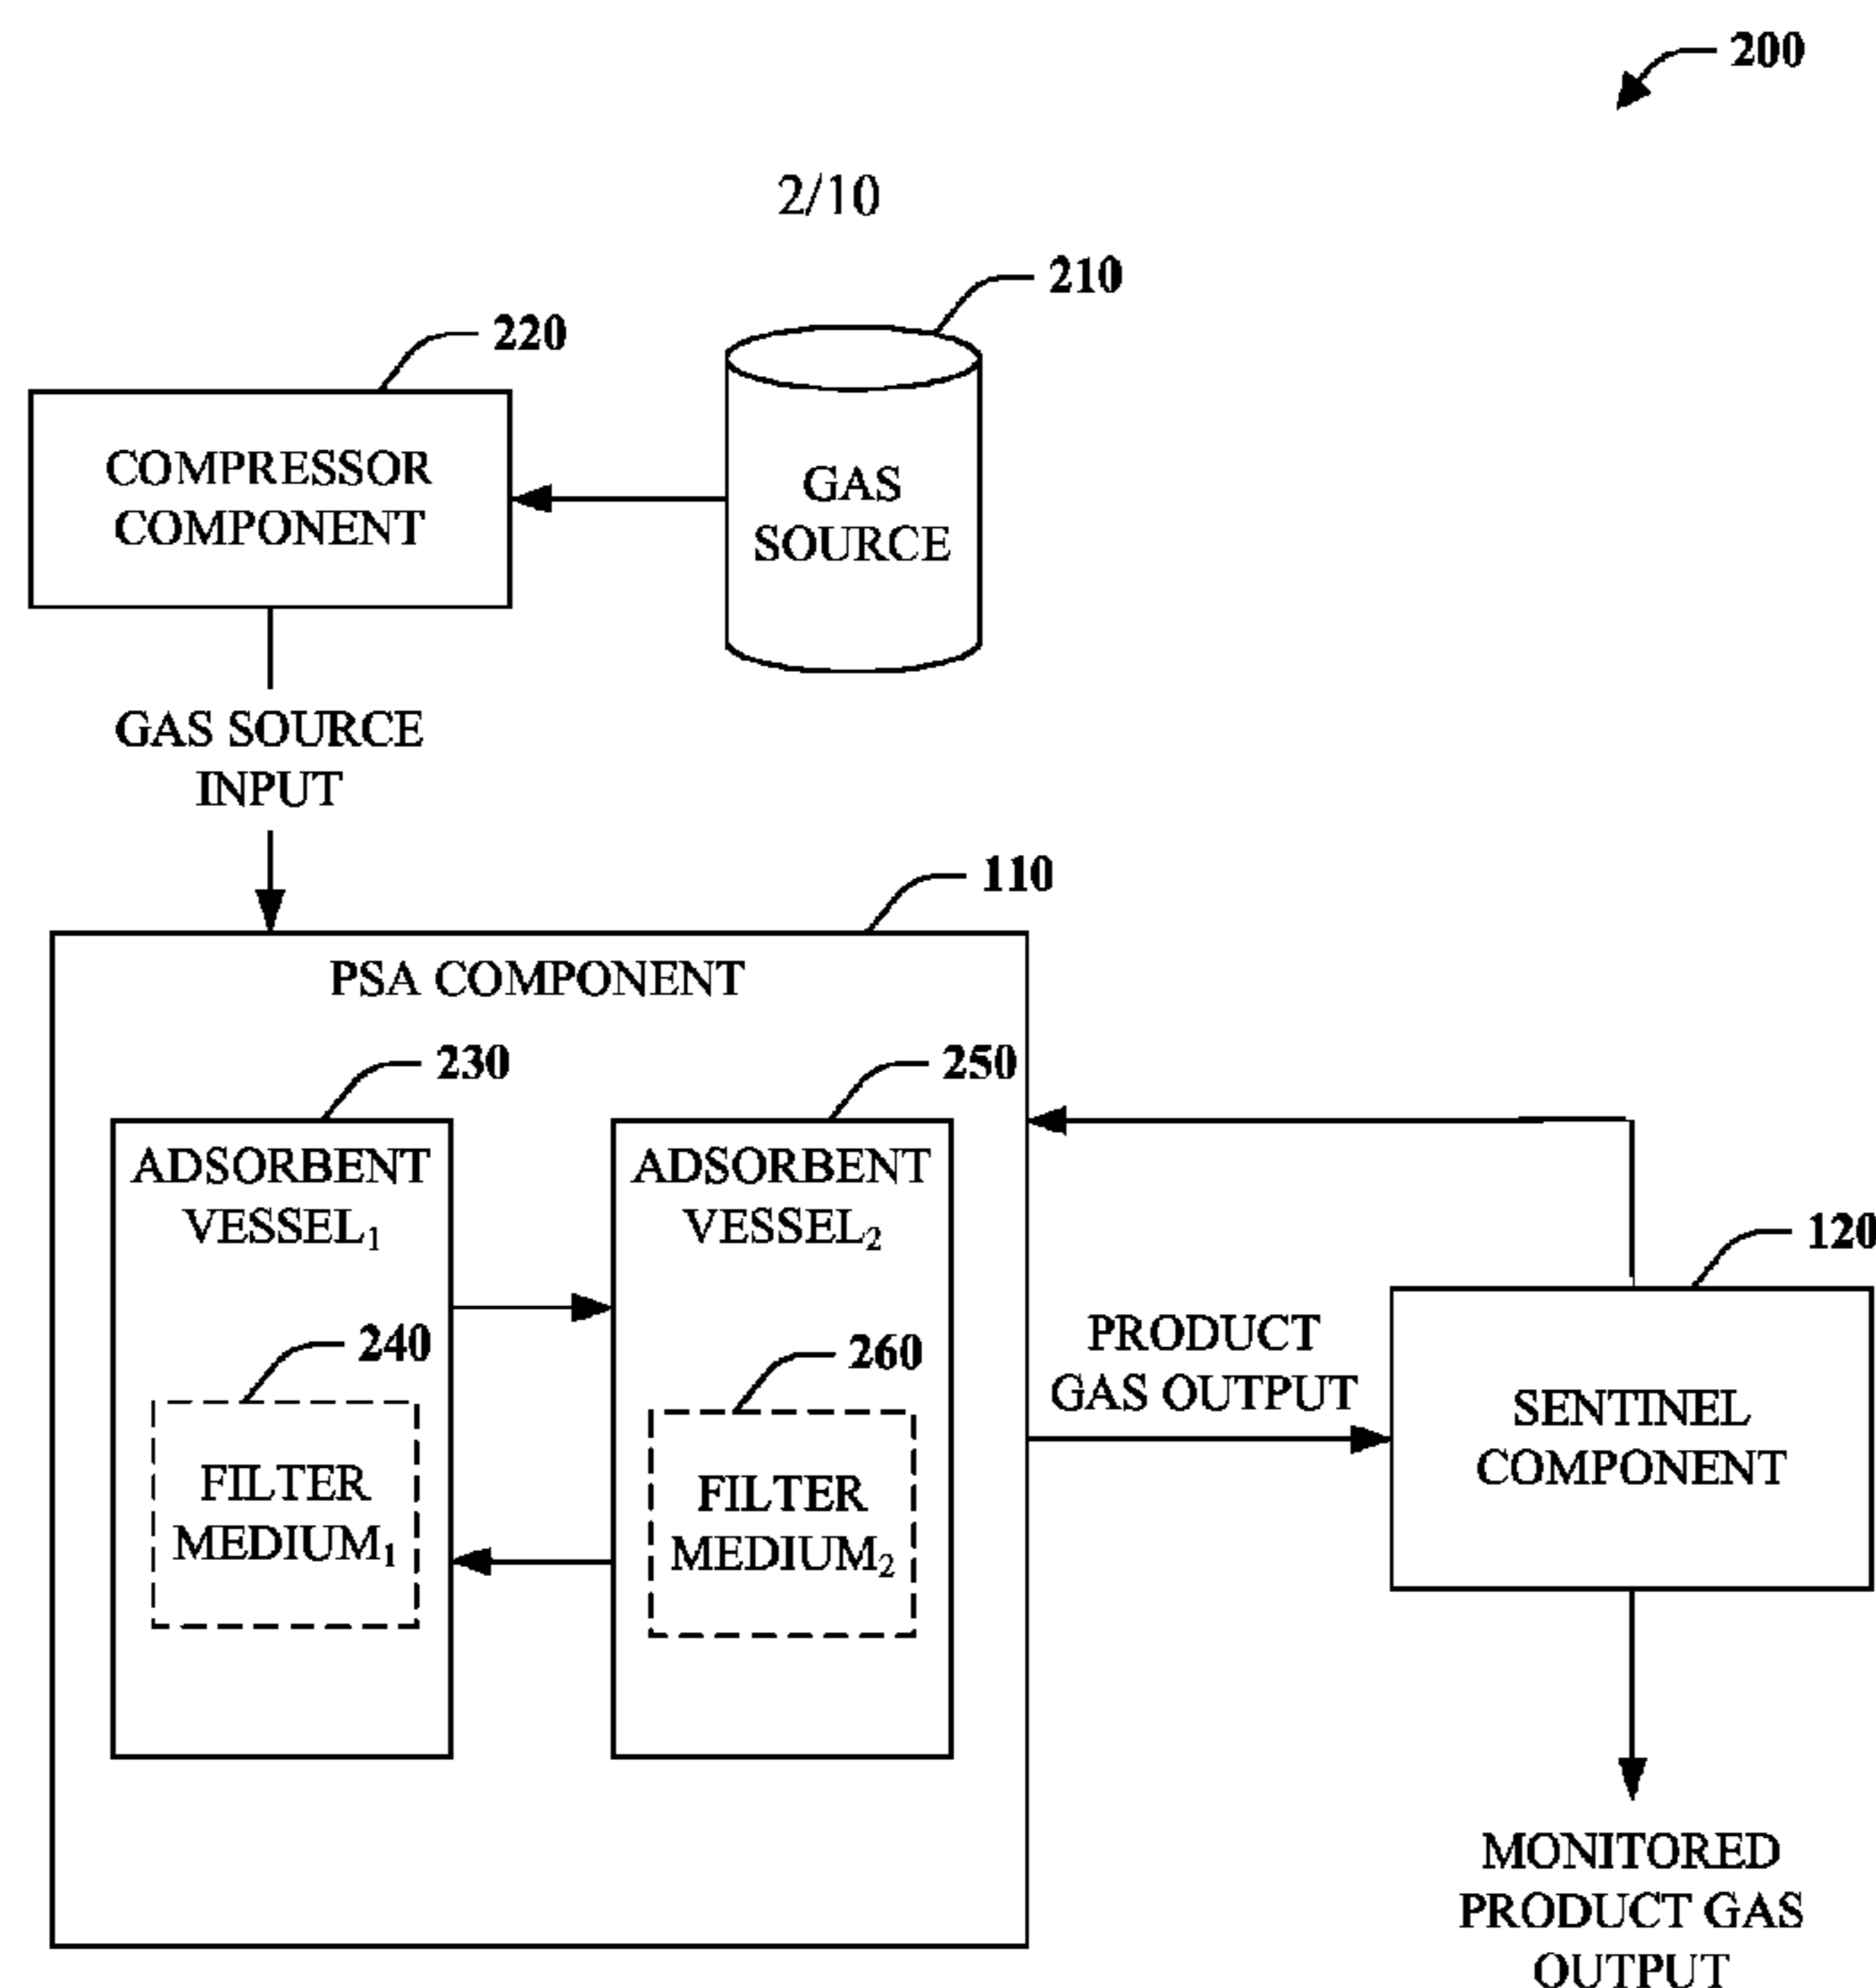 200
2/10
210
220
COMPRESSOR
COMPONENT
GAS
SOURCE
GAS SOURCE
INPUT
110
PSA COMPONENT
230
250
ADSORBENT
VESSEL₁
ADSORBENT
VESSEL₂
120
240
260
FILTER
MEDIUM₁
FILTER
MEDIUM₂
PRODUCT
GAS OUTPUT
SENTINEL
COMPONENT
MONITORED
PRODUCT GAS
OUTPUT